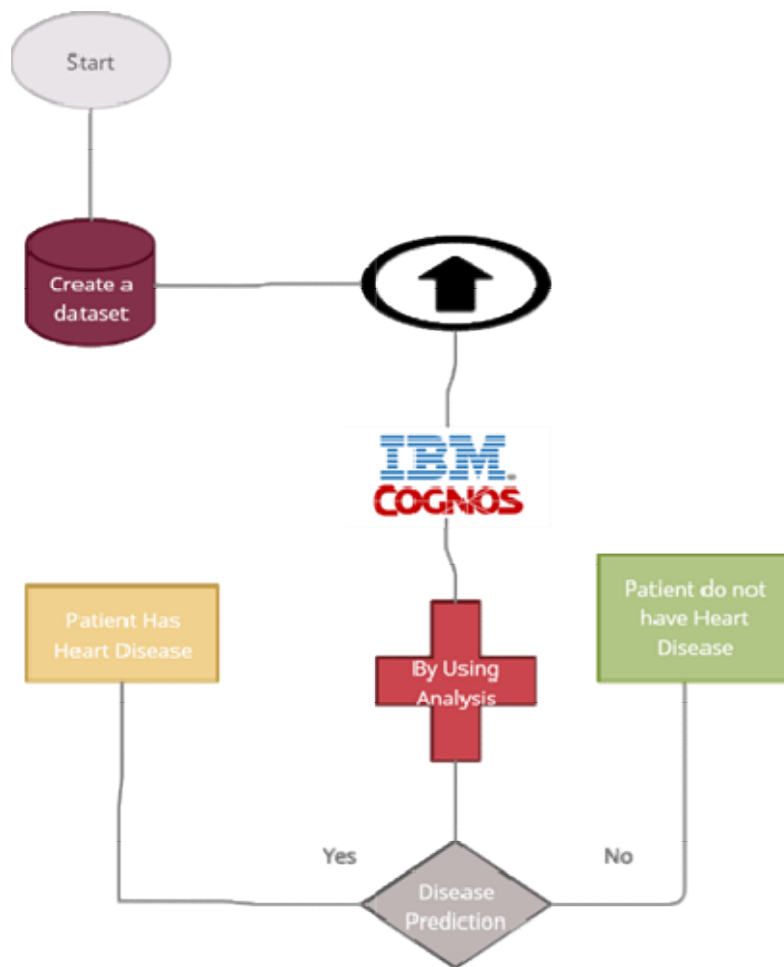 Start
Create a
dataset
IBM®
COGNOS
Patient Has
Heart Disease
By Using
Analysis
Patient do not
have Heart
Disease
Yes
No
Disease
Prediction